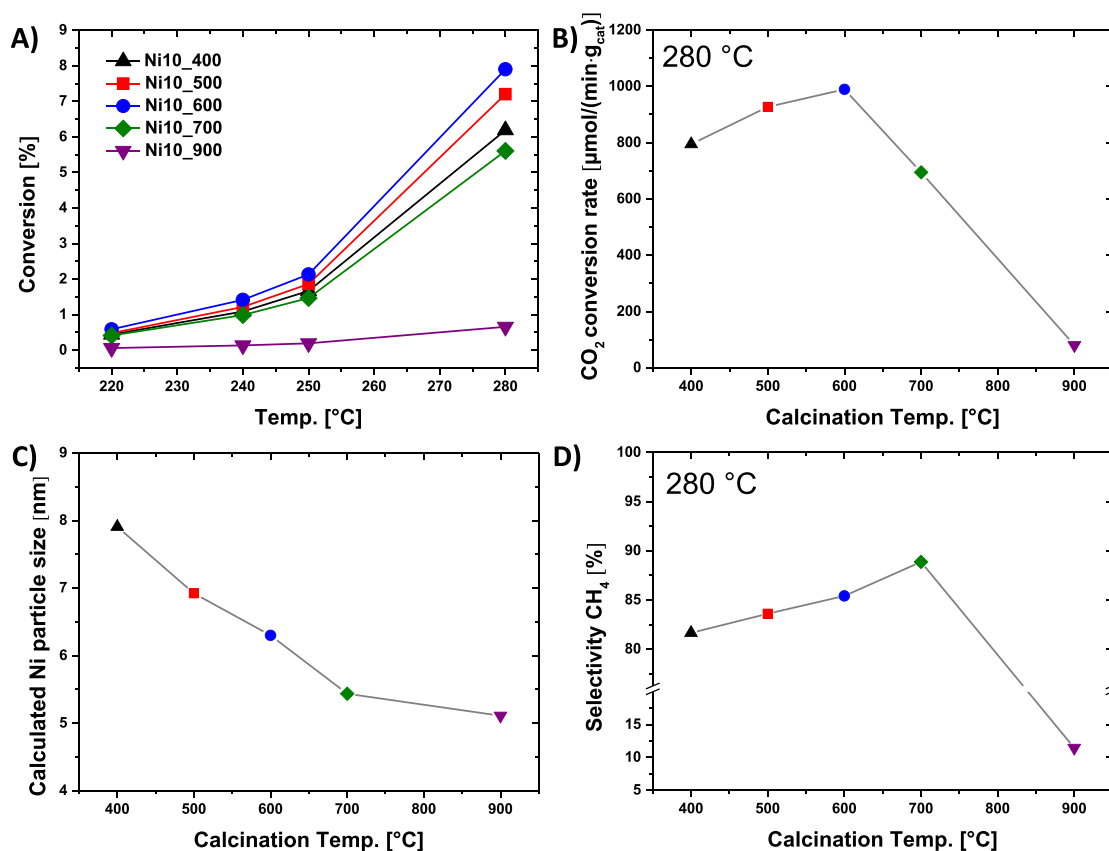 A)
Ni10_400
Ni10_500
Ni10_600
Ni10_700
Ni10_900
Conversion [%]
9
8
7
6
5
4
3
2
1
0
220 230 240 250 260 270 280
Temp. [°C]
B)
280 °C
CO₂ conversion rate [µmol/(min·g_cat)]
1200
1000
800
600
400
200
0
400 500 600 700 800 900
Calcination Temp. [°C]
C)
Calculated Ni particle size [nm]
9
8
7
6
5
4
400 500 600 700 800 900
Calcination Temp. [°C]
D)
280 °C
Selectivity CH₄ [%]
100
95
90
85
80
15
10
5
400 500 600 700 800 900
Calcination Temp. [°C]